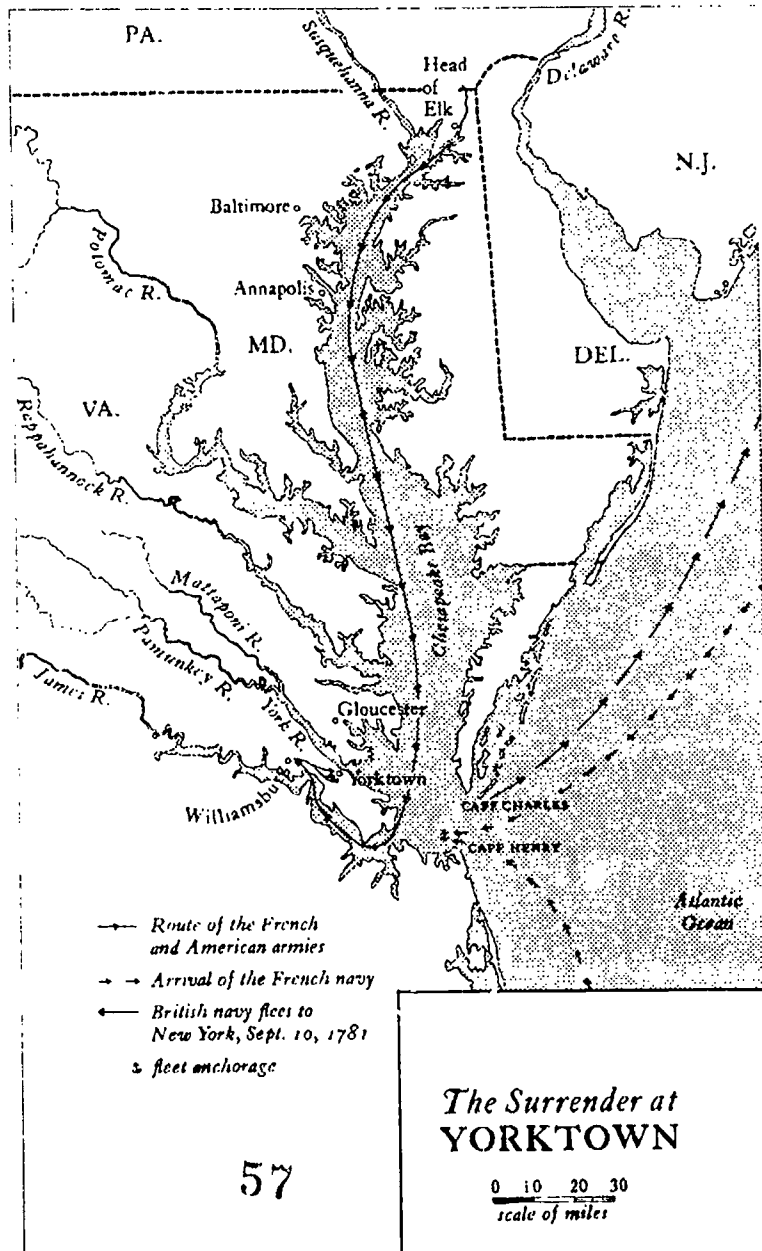 PA.
Susquehanna R.
Head
of
Elk
Delaware R.
N.J.
Baltimore
Potomac R.
Annapolis
MD.
DEL.
VA.
Rappahannock R.
Chesapeake Bay
Mattaponi R.
Pamunkey R.
James R.
York R.
Gloucester
Yorktown
Williamsbu
CAPE CHARLES
CAPE HENRY
Atlantic
Ocean
Route of the French
and American armies
Arrival of the French navy
British navy flees to
New York, Sept. 10, 1781
fleet anchorage
The Surrender at
YORKTOWN
0 10 20 30
scale of miles
57